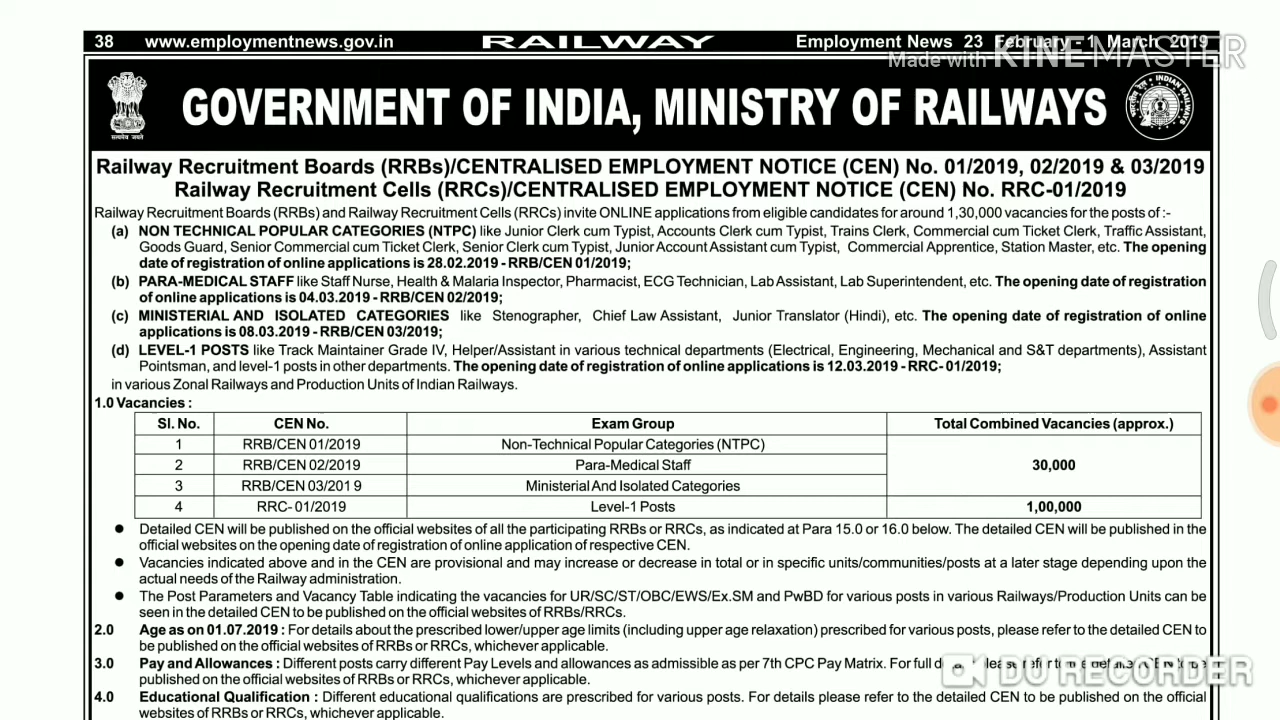 38 www.employmentnews.gov.in RAILWAY Employment News 23 February - 1 March 2019
Made with KINEMASTER
सत्यमेव जयते
GOVERNMENT OF INDIA, MINISTRY OF RAILWAYS
INDIAN RAILWAYS
Railway Recruitment Boards (RRBs)/CENTRALISED EMPLOYMENT NOTICE (CEN) No. 01/2019, 02/2019 & 03/2019
Railway Recruitment Cells (RRCs)/CENTRALISED EMPLOYMENT NOTICE (CEN) No. RRC-01/2019
Railway Recruitment Boards (RRBs) and Railway Recruitment Cells (RRCs) invite ONLINE applications from eligible candidates for around 1,30,000 vacancies for the posts of :-
(a) NON TECHNICAL POPULAR CATEGORIES (NTPC) like Junior Clerk cum Typist, Accounts Clerk cum Typist, Trains Clerk, Commercial cum Ticket Clerk, Traffic Assistant,
Goods Guard, Senior Commercial cum Ticket Clerk, Senior Clerk cum Typist, Junior Account Assistant cum Typist, Commercial Apprentice, Station Master, etc. The opening
date of registration of online applications is 28.02.2019 - RRB/CEN 01/2019;
(b) PARA-MEDICAL STAFF like Staff Nurse, Health & Malaria Inspector, Pharmacist, ECG Technician, Lab Assistant, Lab Superintendent, etc. The opening date of registration
of online applications is 04.03.2019 - RRB/CEN 02/2019;
(c) MINISTERIAL AND ISOLATED CATEGORIES like Stenographer, Chief Law Assistant, Junior Translator (Hindi), etc. The opening date of registration of online
applications is 08.03.2019 - RRB/CEN 03/2019;
(d) LEVEL-1 POSTS like Track Maintainer Grade IV, Helper/Assistant in various technical departments (Electrical, Engineering, Mechanical and S&T departments), Assistant
Pointsman, and level-1 posts in other departments. The opening date of registration of online applications is 12.03.2019 - RRC- 01/2019;
in various Zonal Railways and Production Units of Indian Railways.
1.0 Vacancies :
Sl. No. CEN No. Exam Group Total Combined Vacancies (approx.)
1 RRB/CEN 01/2019 Non-Technical Popular Categories (NTPC)
2 RRB/CEN 02/2019 Para-Medical Staff 30,000
3 RRB/CEN 03/2019 Ministerial And Isolated Categories
4 RRC- 01/2019 Level-1 Posts 1,00,000
● Detailed CEN will be published on the official websites of all the participating RRBs or RRCs, as indicated at Para 15.0 or 16.0 below. The detailed CEN will be published in the
official websites on the opening date of registration of online application of respective CEN.
● Vacancies indicated above and in the CEN are provisional and may increase or decrease in total or in specific units/communities/posts at a later stage depending upon the
actual needs of the Railway administration.
● The Post Parameters and Vacancy Table indicating the vacancies for UR/SC/ST/OBC/EWS/Ex.SM and PwBD for various posts in various Railways/Production Units can be
seen in the detailed CEN to be published on the official websites of RRBs/RRCs.
2.0 Age as on 01.07.2019 : For details about the prescribed lower/upper age limits (including upper age relaxation) prescribed for various posts, please refer to the detailed CEN to
be published on the official websites of RRBs or RRCs, whichever applicable.
3.0 Pay and Allowances : Different posts carry different Pay Levels and allowances as admissible as per 7th CPC Pay Matrix. For full please refer to the CEN to be
DU RECORDER
published on the official websites of RRBs or RRCs, whichever applicable.
4.0 Educational Qualification : Different educational qualifications are prescribed for various posts. For details please refer to the detailed CEN to be published on the official
websites of RRBs or RRCs, whichever applicable.